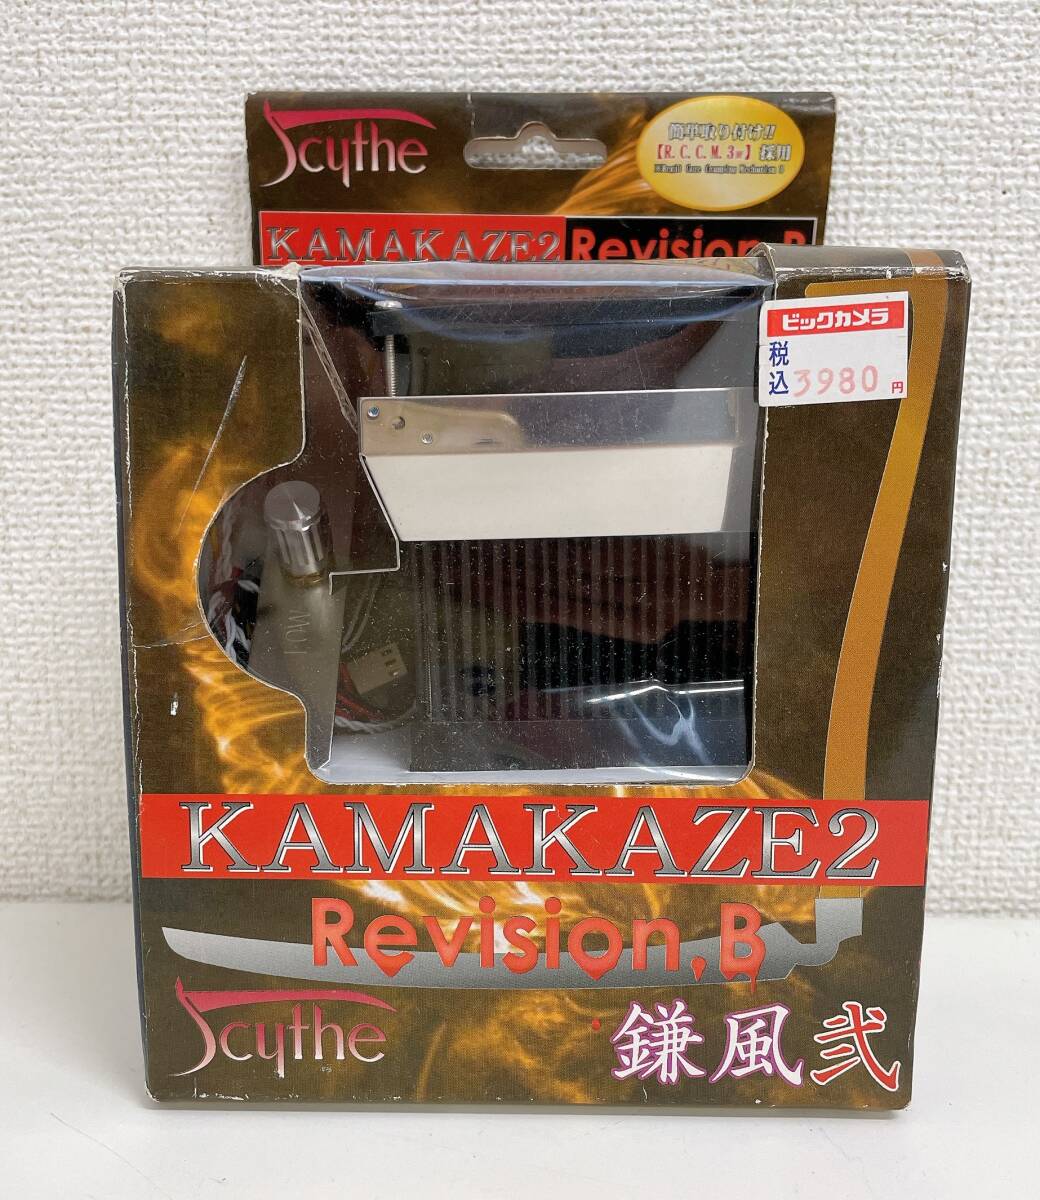 Scythe
簡単取り付け!!
【R.C.C.M.3rd】採用
KAMAKAZE2 Revision.B
ビックカメラ
税込 3980円
KAMAKAZE2
Revision.B
Scythe
鎌風弐